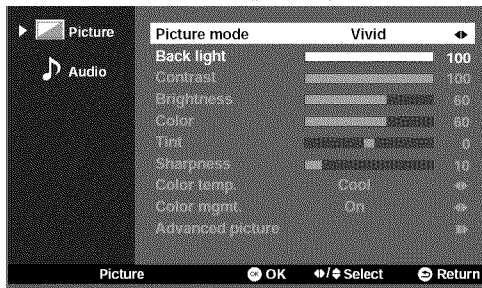 Picture
Audio
Picture mode Vivid
Back light 100
Contrast 100
Brightness 60
Color 60
Tint 0
Sharpness 10
Color temp. Cool
Color mgmt. On
Advanced picture
Picture OK OK Select Return